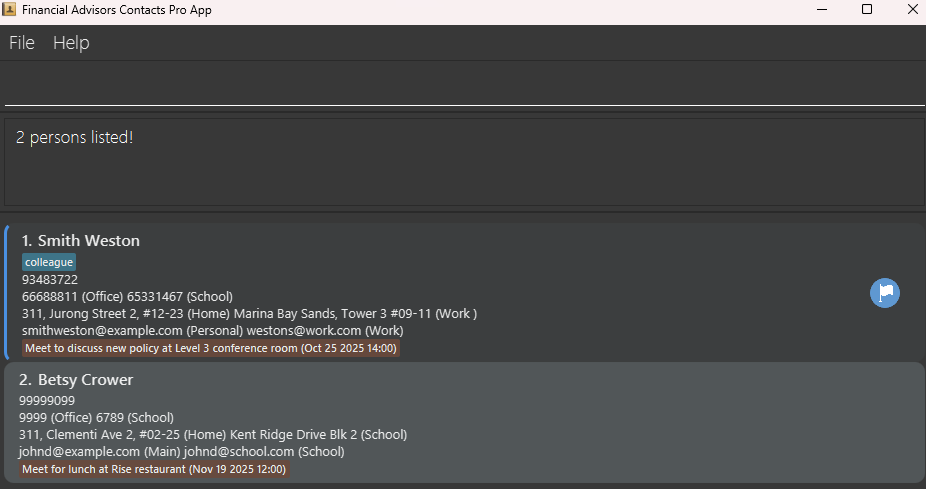 Financial Advisors Contacts Pro App
File Help
2 persons listed!
1. Smith Weston
colleague
93483722
66688811 (Office) 65331467 (School)
311, Jurong Street 2, #12-23 (Home) Marina Bay Sands, Tower 3 #09-11 (Work )
smithweston@example.com (Personal) westons@work.com (Work)
Meet to discuss new policy at Level 3 conference room (Oct 25 2025 14:00)
2. Betsy Crower
99999099
9999 (Office) 6789 (School)
311, Clementi Ave 2, #02-25 (Home) Kent Ridge Drive Blk 2 (School)
johnd@example.com (Main) johnd@school.com (School)
Meet for lunch at Rise restaurant (Nov 19 2025 12:00)